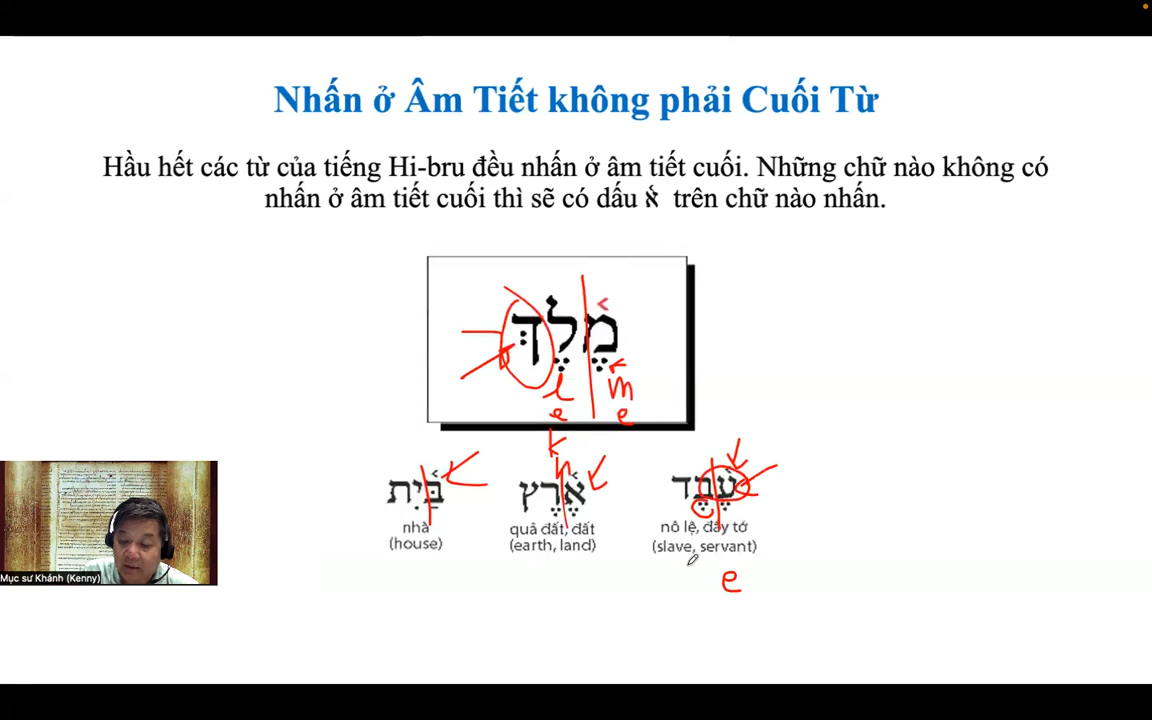 Nhấn ở Âm Tiết không phải Cuối Từ
Hầu hết các từ của tiếng Hi-bru đều nhấn ở âm tiết cuối. Những chữ nào không có
nhấn ở âm tiết cuối thì sẽ có dấu א֫ trên chữ nào nhấn.
מֶ֫לֶךְ
l m
e e
k
h
בַּ֫יִת אֶ֫רֶץ עֶ֫בֶד
nhà quả đất, đất nô lệ, đầy tớ
(house) (earth, land) (slave, servant)
e
Mục sư Khánh (Kenny)